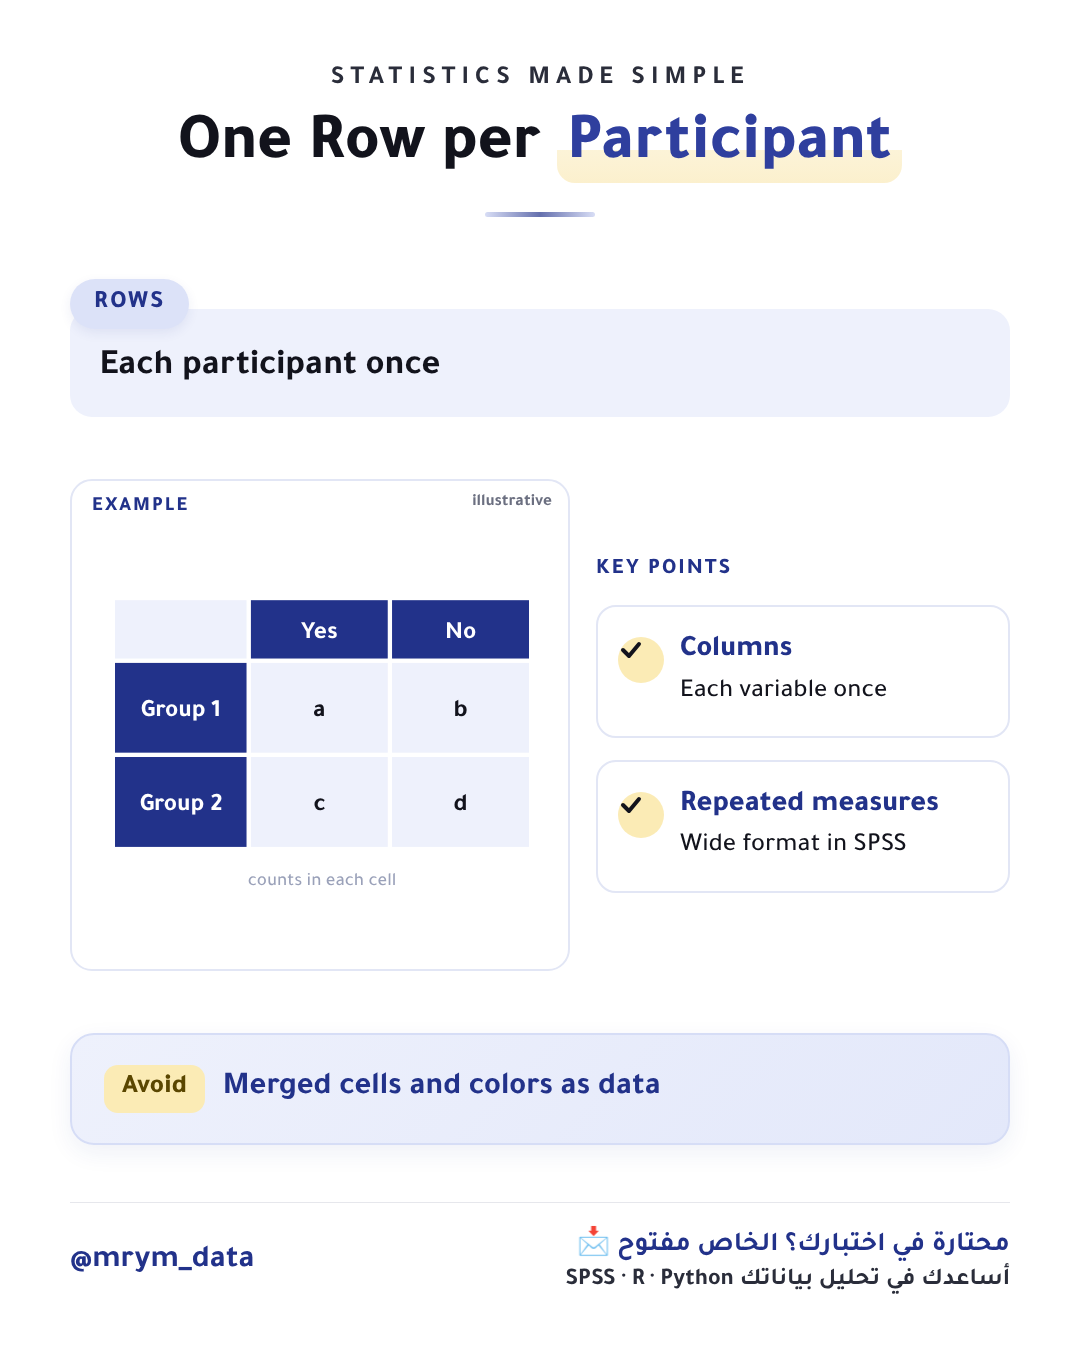 STATISTICS MADE SIMPLE
One Row per Participant
ROWS
Each participant once
EXAMPLE
illustrative
Yes No
Group 1 a b
Group 2 c d
counts in each cell
KEY POINTS
Columns
Each variable once
Repeated measures
Wide format in SPSS
Avoid Merged cells and colors as data
@mrym_data
محتارة في اختبارك؟ الخاص مفتوح 📩
أساعدك في تحليل بياناتك SPSS · R · Python